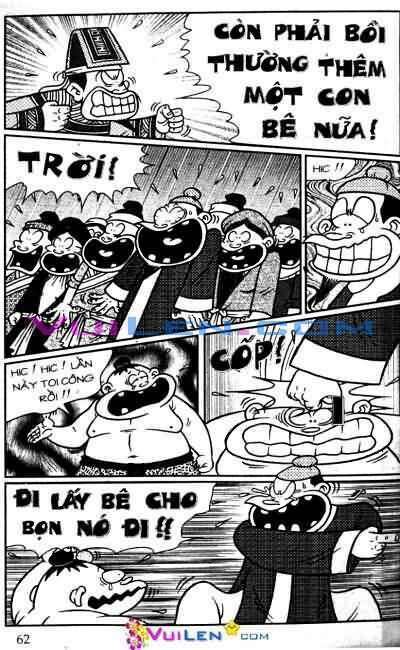 CÒN PHẢI BỒI
THƯỜNG THÊM
MỘT CON
BÊ NỮA!
TRỜI!
HIC!!
VuiLen.com
HIC! HIC! LẦN
NÀY TOI CÔNG
RỒI!!
CỐP!
ĐI LẤY BÊ CHO
BỌN NÓ ĐI!!
62
VuiLen.com